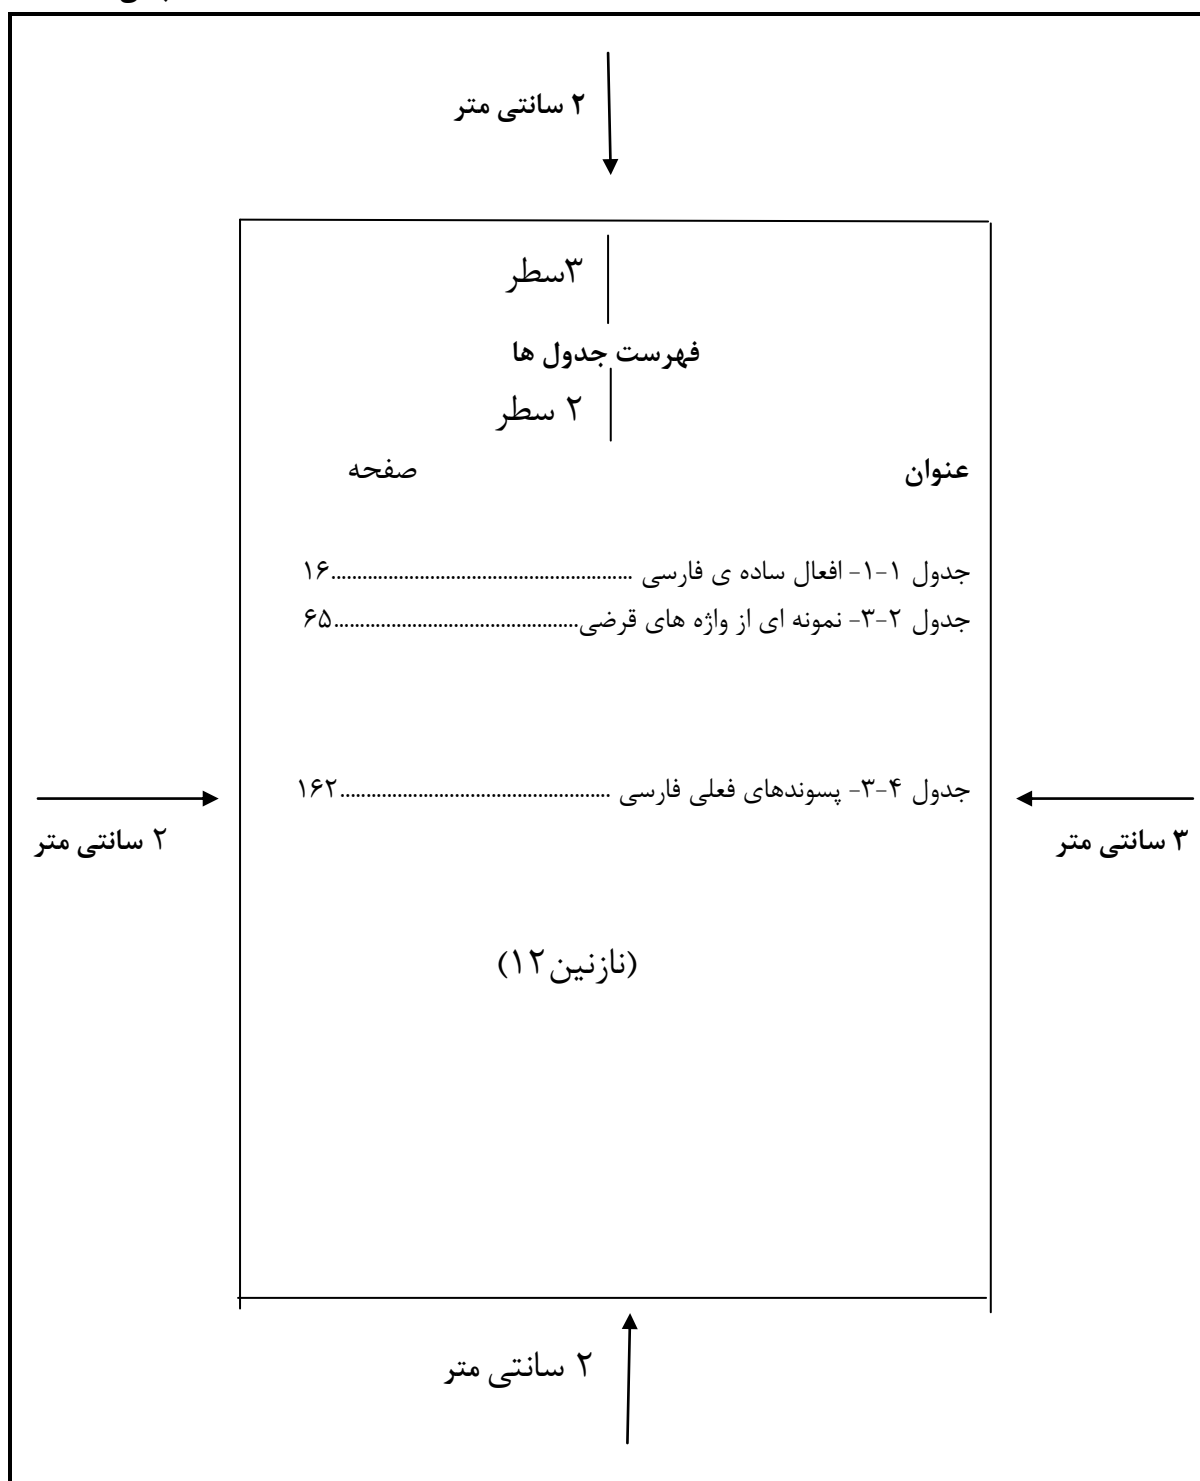 ۲ سانتی متر
۳سطر
فهرست جدول ها
۲ سطر
عنوان صفحه
جدول ۱-۱- افعال ساده ی فارسی ..........................................................۱۶
جدول ۲-۳- نمونه ای از واژه های قرضی...............................................۶۵
جدول ۴-۳- پسوندهای فعلی فارسی ....................................................۱۶۲
۳ سانتی متر
۲ سانتی متر
(نازنین۱۲)
۲ سانتی متر